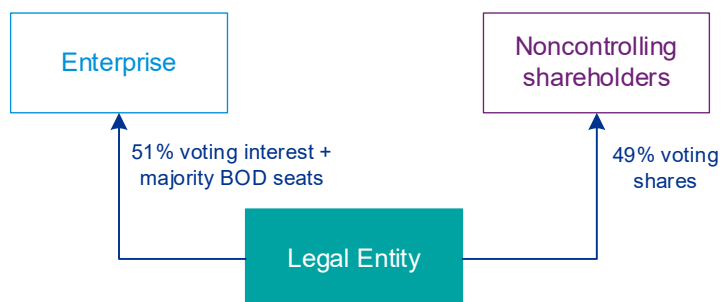 Enterprise
Noncontrolling
shareholders
51% voting interest +
majority BOD seats
49% voting
shares
Legal Entity